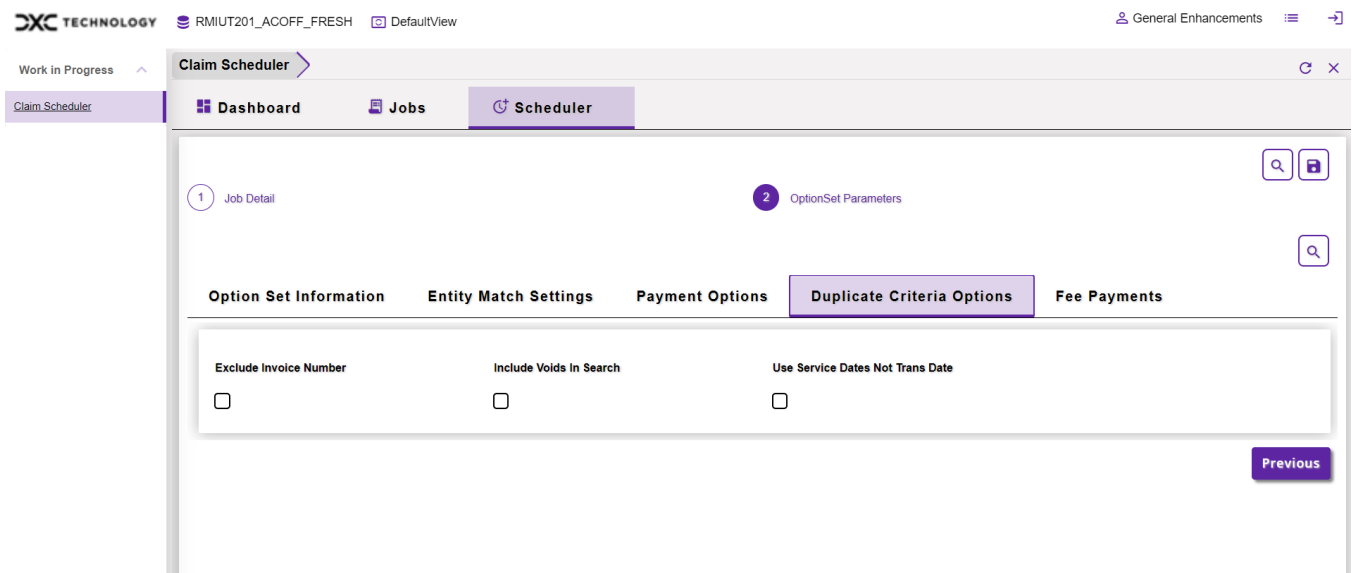 DXC TECHNOLOGY RMIUT201_ACOFF_FRESH DefaultView General Enhancements
Work in Progress
Claim Scheduler
Claim Scheduler
Dashboard Jobs Scheduler
1 Job Detail 2 OptionSet Parameters
Option Set Information Entity Match Settings Payment Options Duplicate Criteria Options Fee Payments
Exclude Invoice Number Include Voids In Search Use Service Dates Not Trans Date
Previous